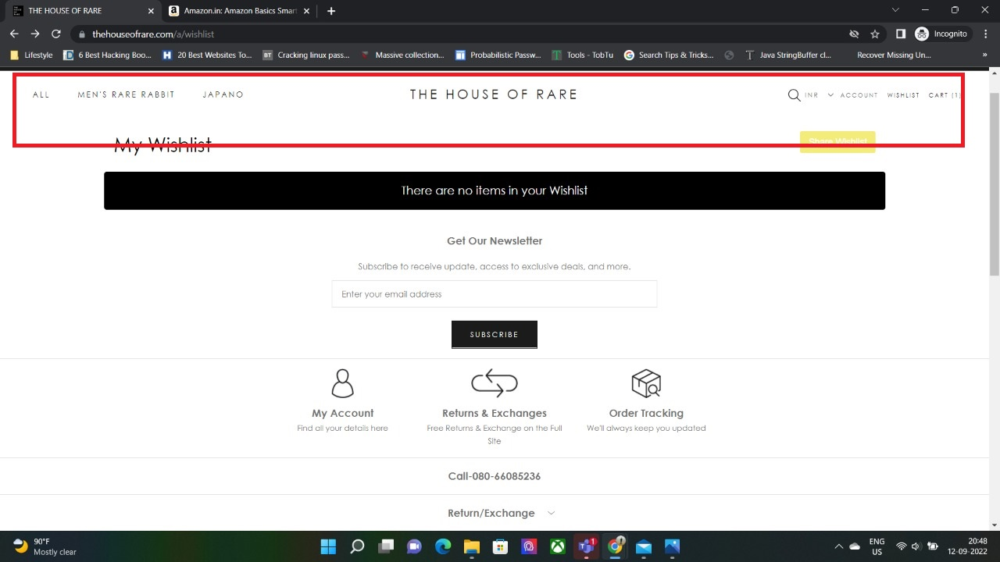 THE HOUSE OF RARE
Amazon.in: Amazon Basics Smart
thehouseofrare.com/a/wishlist
Incognito
Lifestyle
6 Best Hacking Boo...
20 Best Websites To...
BT Cracking linux pass...
Massive collection...
Probabilistic Passw...
Tools - TobTu
Search Tips & Tricks...
Java StringBuffer cl...
Recover Missing Un...
»
ALL
MEN'S RARE RABBIT
JAPANO
THE HOUSE OF RARE
INR
ACCOUNT
WISHLIST
CART (1)
My Wishlist
Share Wishlist
There are no items in your Wishlist
Get Our Newsletter
Subscribe to receive update, access to exclusive deals, and more.
Enter your email address
SUBSCRIBE
My Account
Find all your details here
Returns & Exchanges
Free Returns & Exchange on the Full
Site
Order Tracking
We'll always keep you updated
Call-080-66085236
Return/Exchange
90°F
Mostly clear
ENG
US
20:48
12-09-2022